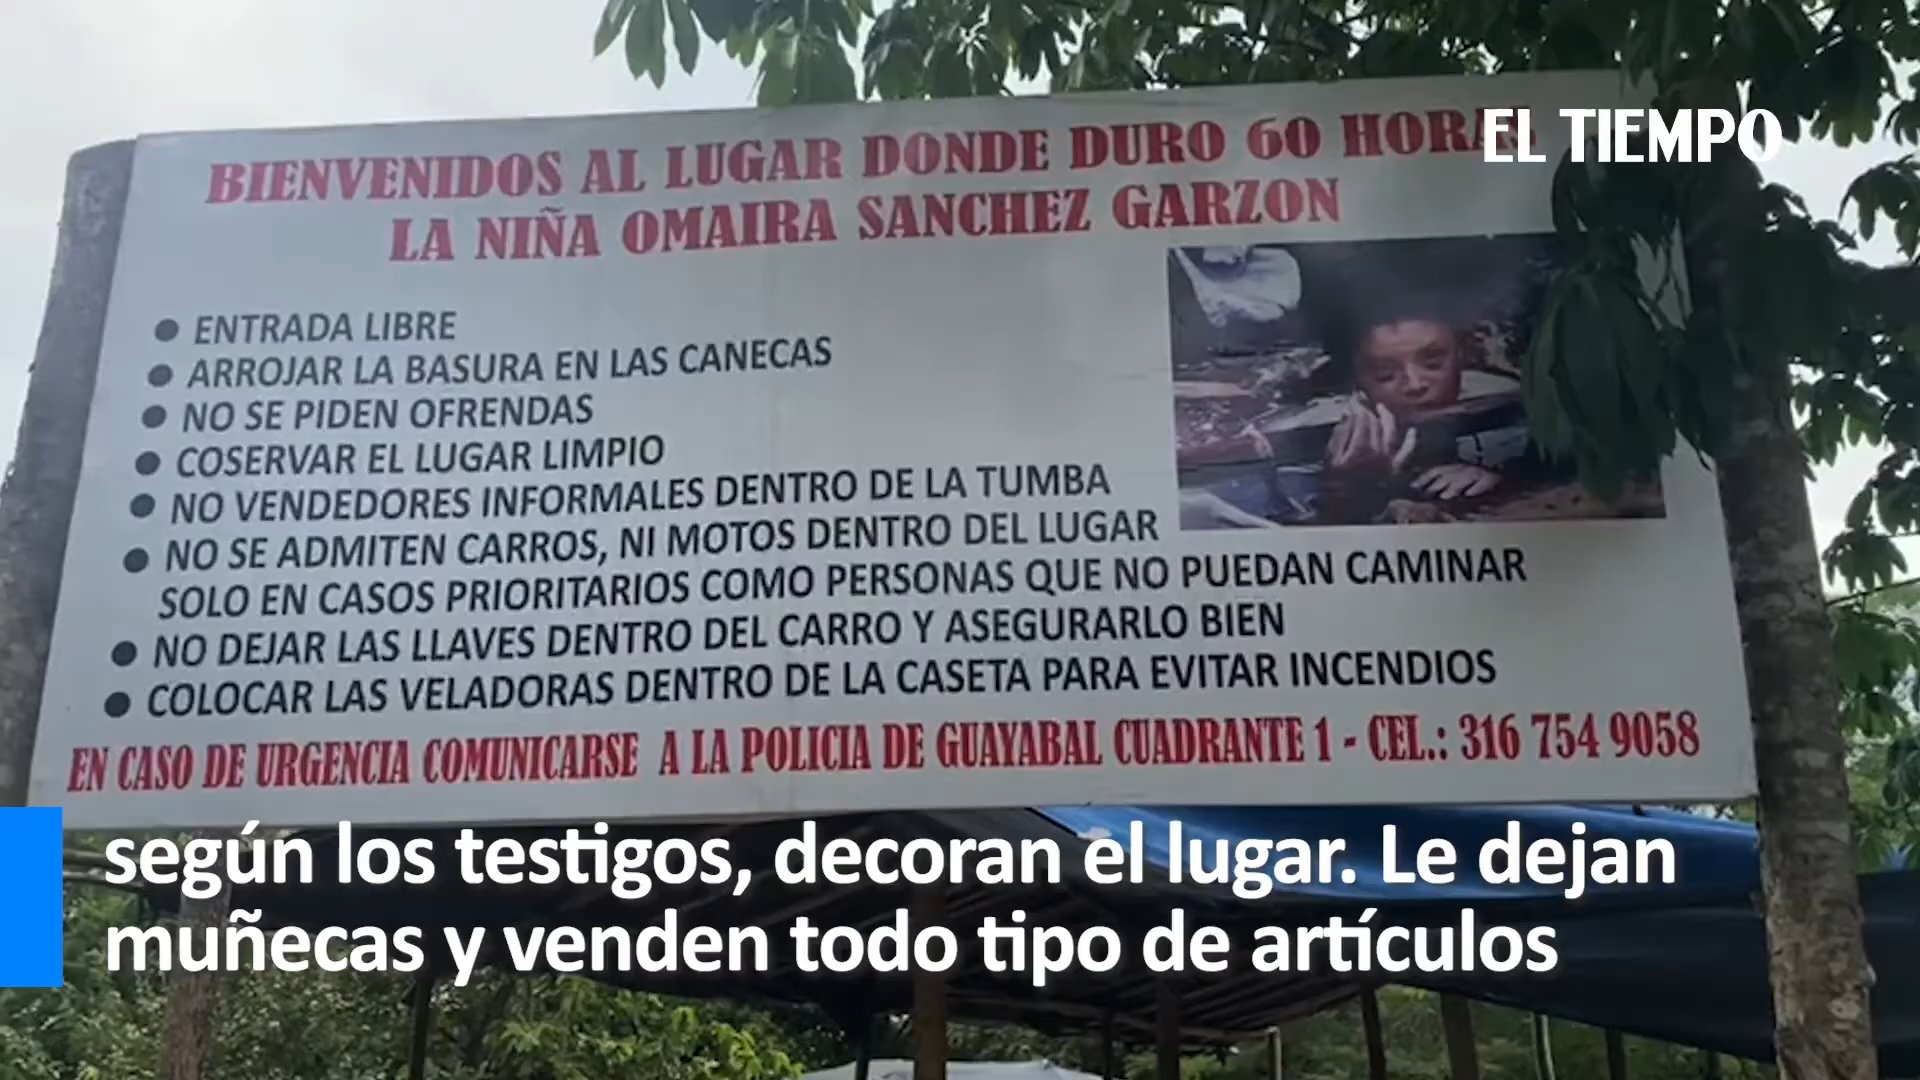 EL TIEMPO
BIENVENIDOS AL LUGAR DONDE DURO 60 HORAS
LA NIÑA OMAIRA SANCHEZ GARZON
● ENTRADA LIBRE
● ARROJAR LA BASURA EN LAS CANECAS
● NO SE PIDEN OFRENDAS
● COSERVAR EL LUGAR LIMPIO
● NO VENDEDORES INFORMALES DENTRO DE LA TUMBA
● NO SE ADMITEN CARROS, NI MOTOS DENTRO DEL LUGAR
SOLO EN CASOS PRIORITARIOS COMO PERSONAS QUE NO PUEDAN CAMINAR
● NO DEJAR LAS LLAVES DENTRO DEL CARRO Y ASEGURARLO BIEN
● COLOCAR LAS VELADORAS DENTRO DE LA CASETA PARA EVITAR INCENDIOS
EN CASO DE URGENCIA COMUNICARSE A LA POLICIA DE GUAYABAL CUADRANTE 1 - CEL.: 316 754 9058
según los testigos, decoran el lugar. Le dejan
muñecas y venden todo tipo de artículos